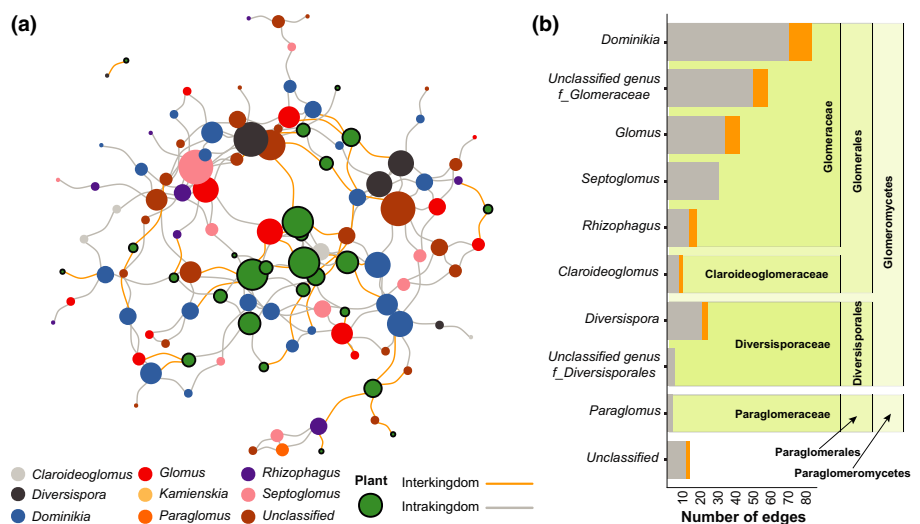 (a)
(b)
Dominikia
Unclassified genus
f_Glomeraceae
Glomus
Septoglomus
Rhizophagus
Claroideoglomus
Diversispora
Unclassified genus
f_Diversisporales
Paraglomus
Unclassified
Glomeraceae
Glomerales
Glomeromycetes
Claroideoglomeraceae
Diversisporaceae
Diversisporales
Paraglomeraceae
Paraglomerales
Paraglomeromycetes
10 20 30 40 50 60 70 80
Number of edges
Claroideoglomus
Diversispora
Dominikia
Glomus
Kamienskia
Paraglomus
Rhizophagus
Septoglomus
Unclassified
Plant
Interkingdom
Intrakingdom